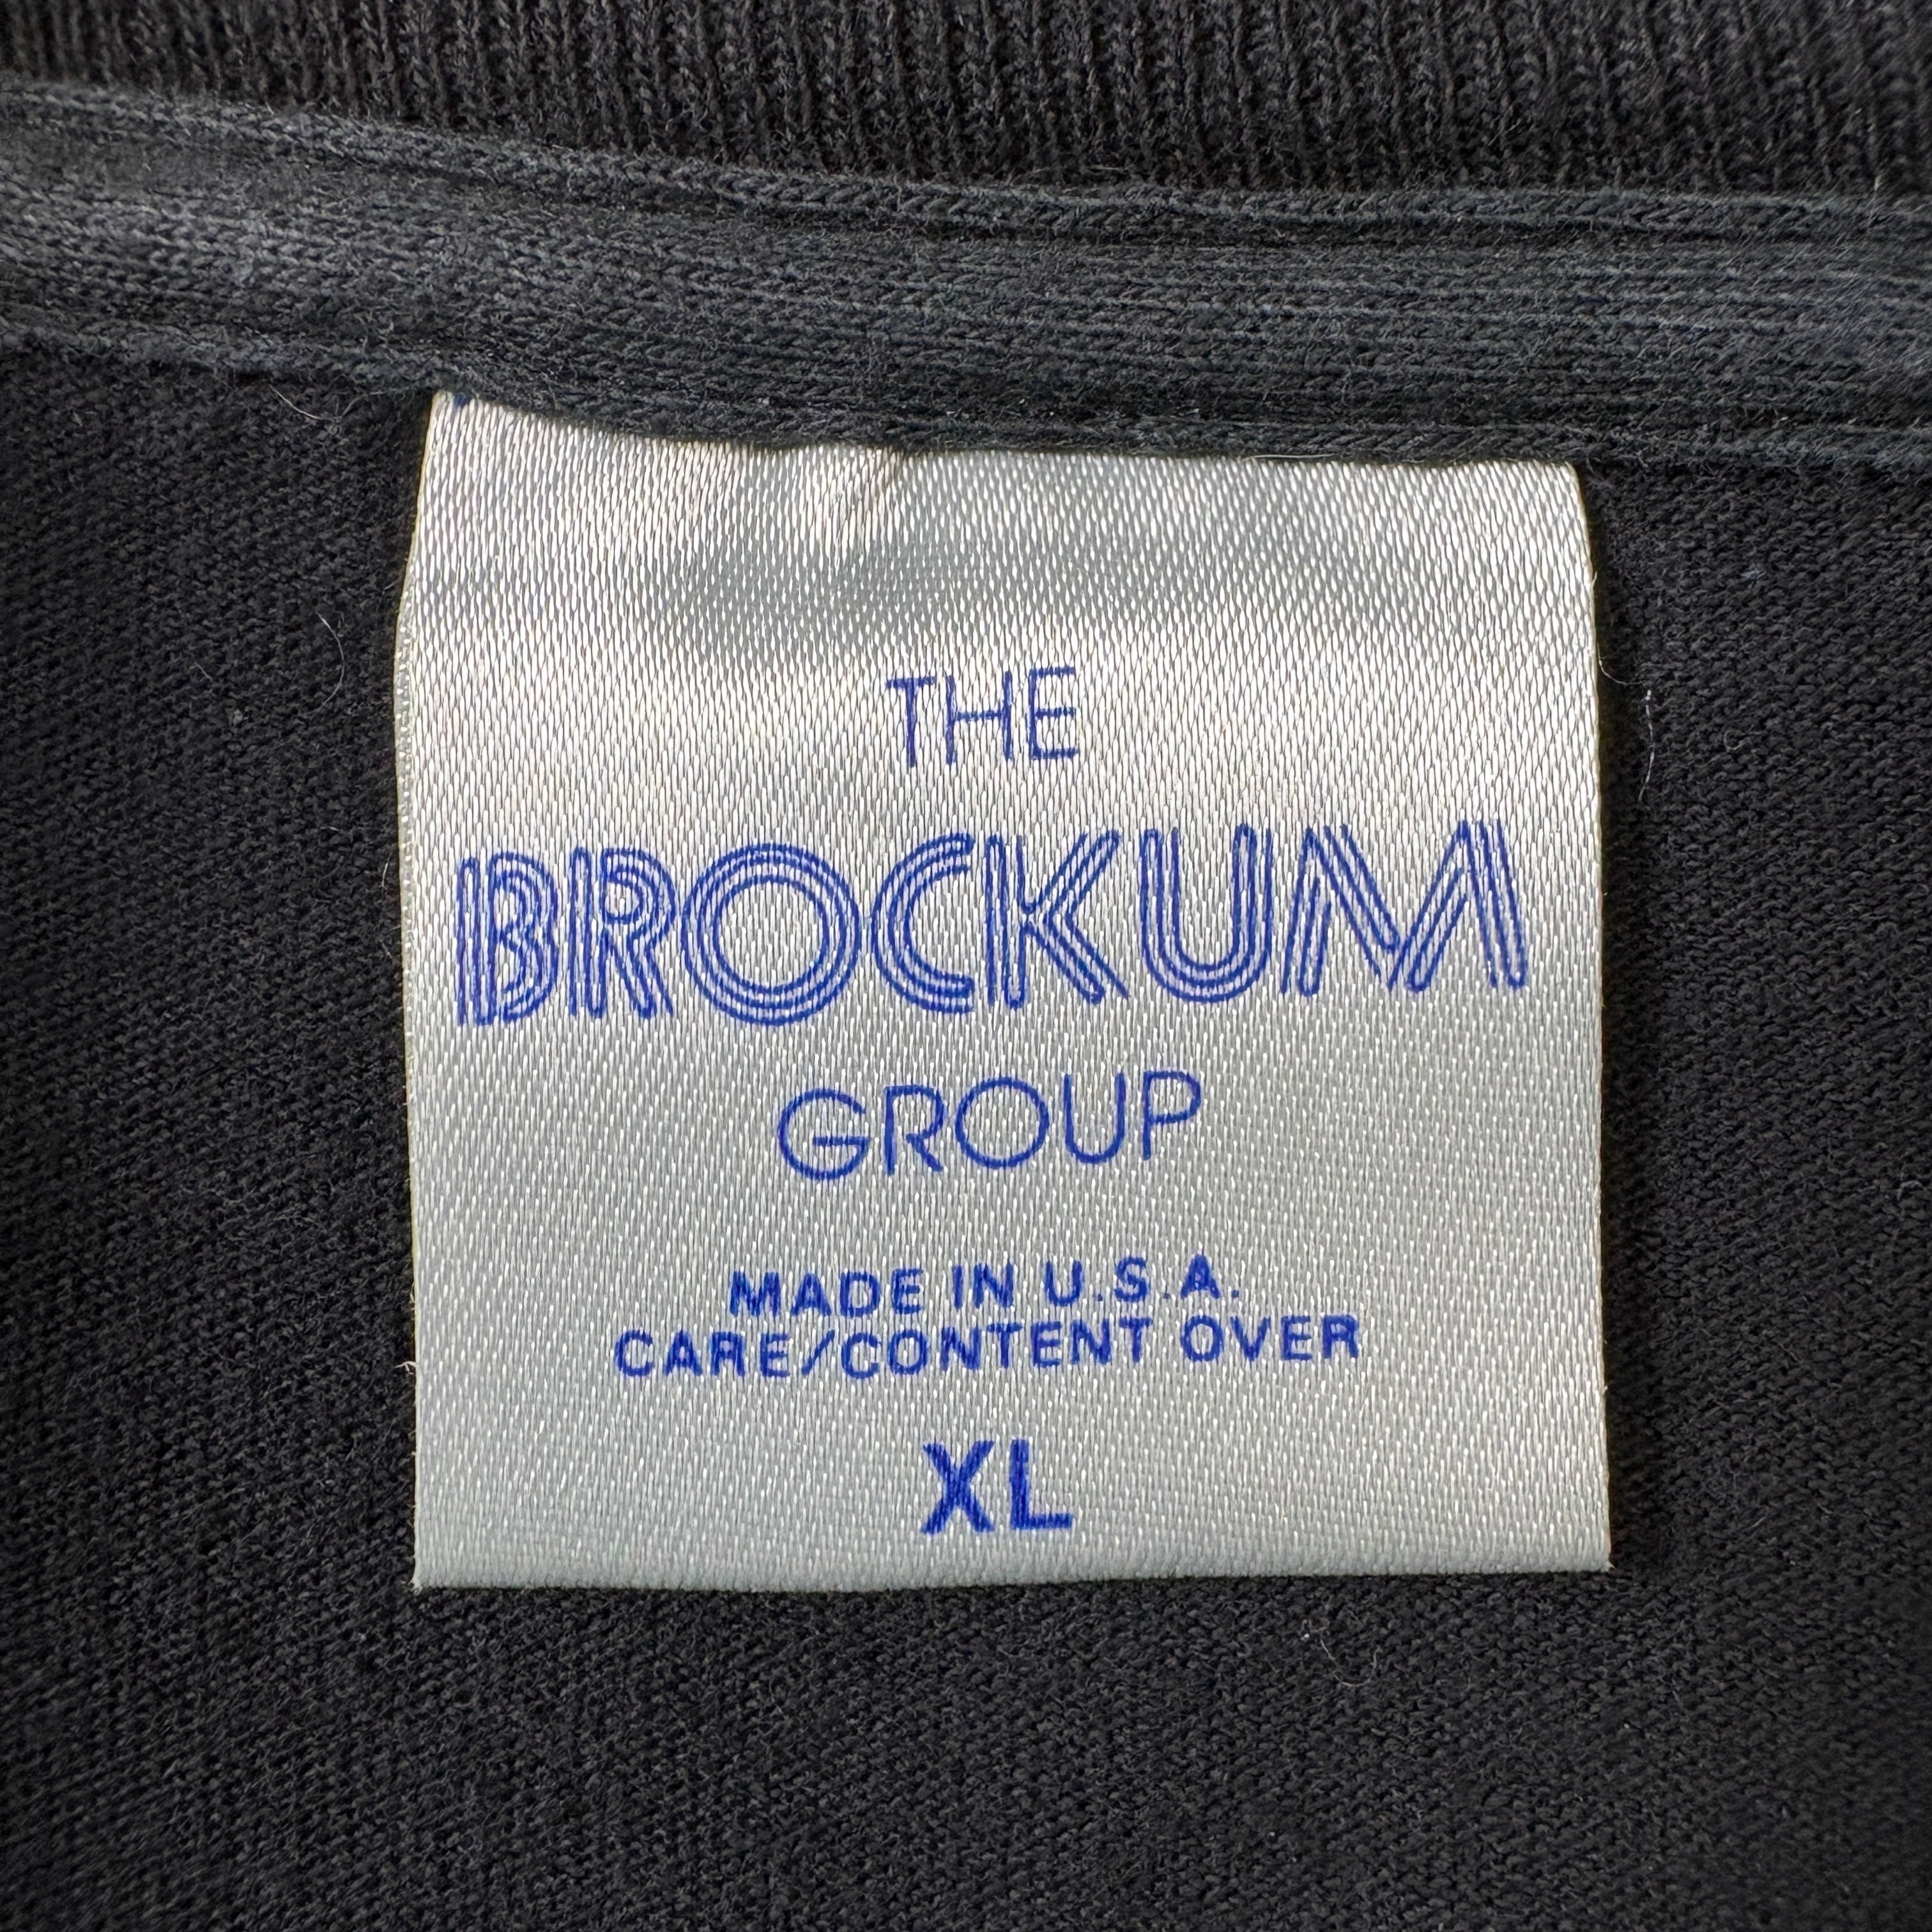 THE
BROCKUM
GROUP
MADE IN U.S.A.
CARE/CONTENT OVER
XL